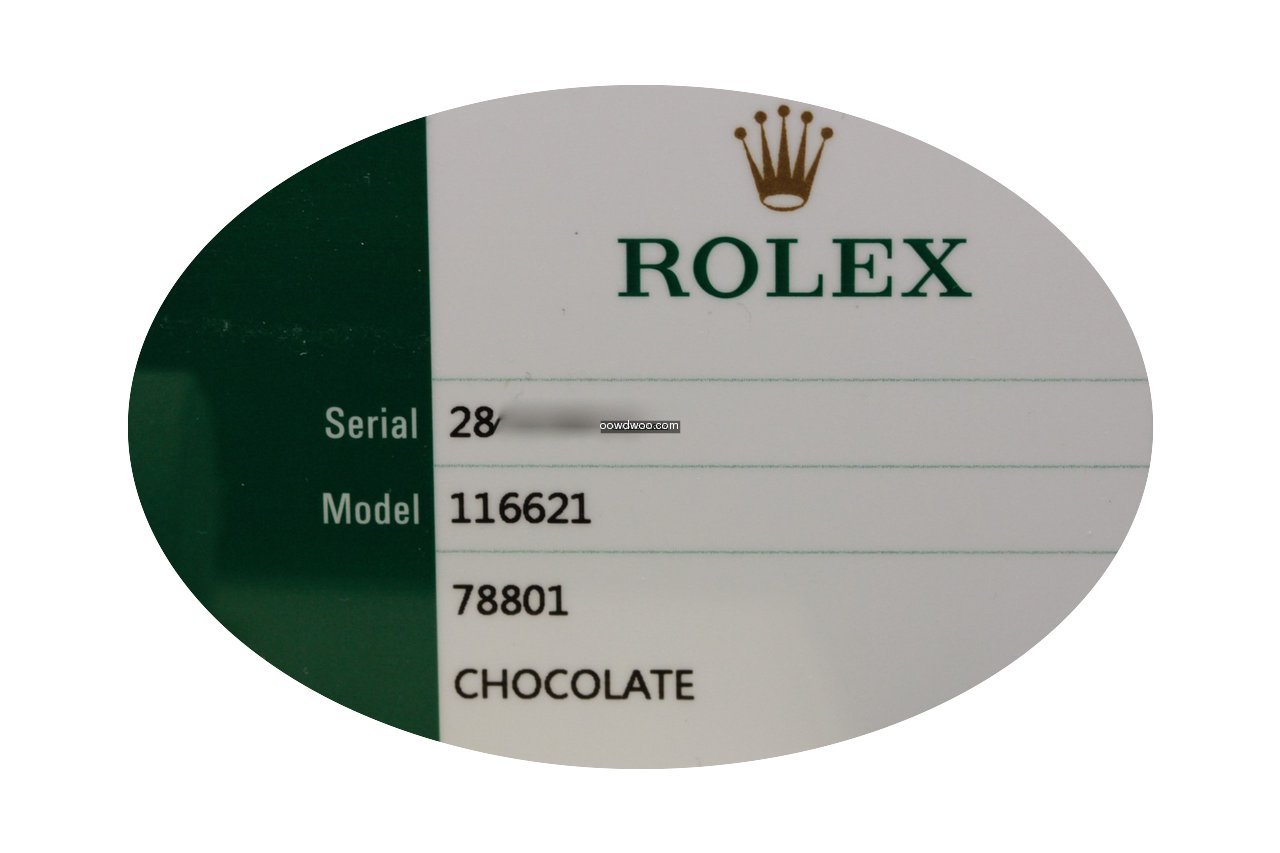 ROLEX
Serial 28 oowdwoo.com
Model 116621
78801
CHOCOLATE